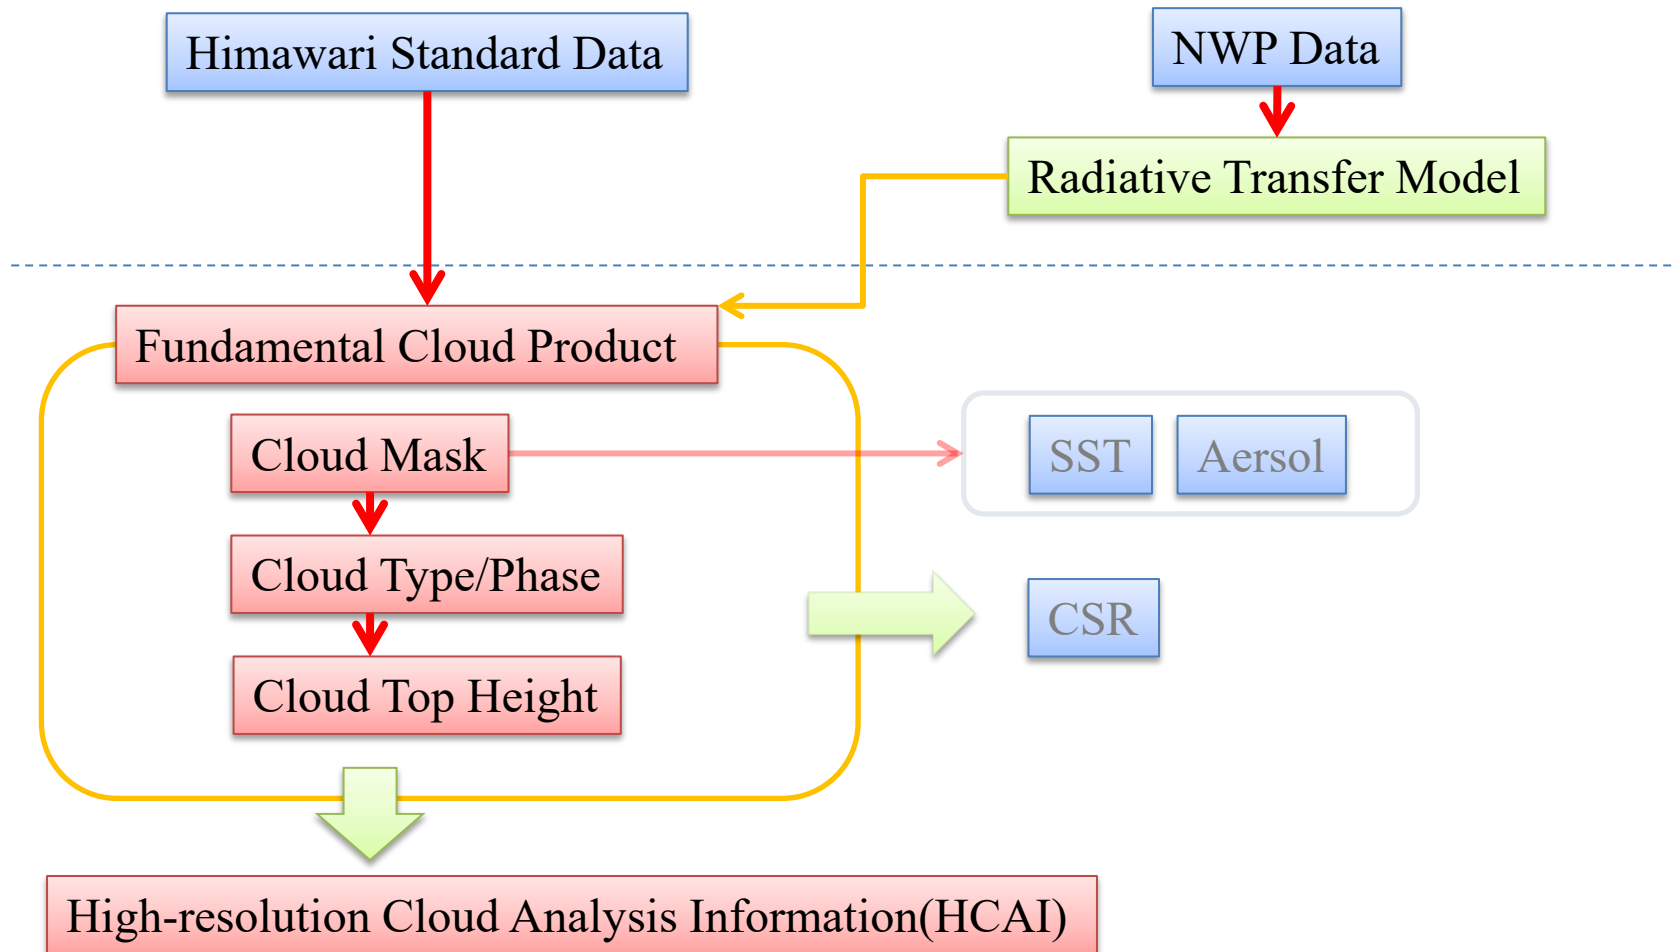 Himawari Standard Data
NWP Data
Radiative Transfer Model
Fundamental Cloud Product
Cloud Mask
SST
Aersol
Cloud Type/Phase
CSR
Cloud Top Height
High-resolution Cloud Analysis Information(HCAI)